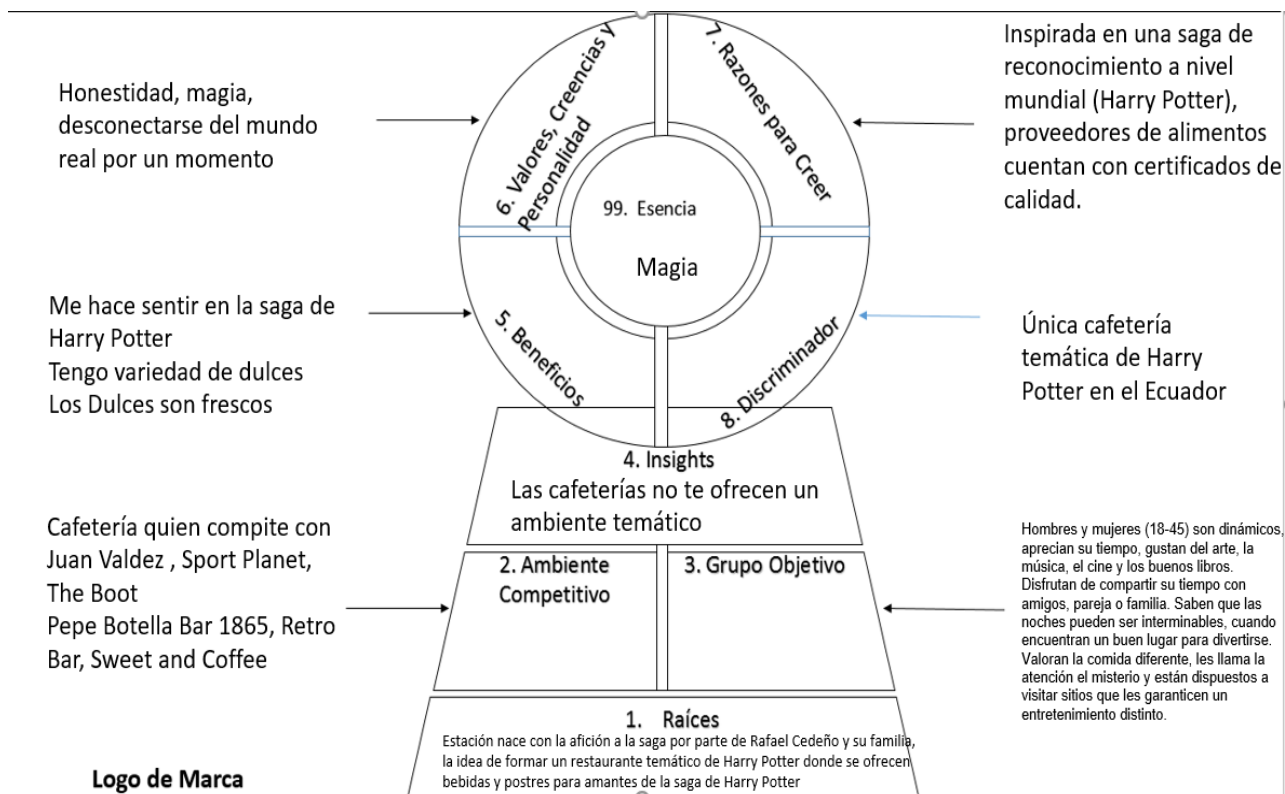 Honestidad, magia,
desconectarse del mundo
real por un momento
6. Valores, Creencias y
Personalidad
7. Razones para Creer
Inspirada en una saga de
reconocimiento a nivel
mundial (Harry Potter),
proveedores de alimentos
cuentan con certificados de
calidad.
99. Esencia
Magia
Me hace sentir en la saga de
Harry Potter
Tengo variedad de dulces
Los Dulces son frescos
5. Beneficios
8. Discriminador
Única cafetería
temática de Harry
Potter en el Ecuador
4. Insights
Las cafeterías no te ofrecen un
ambiente temático
Cafetería quien compite con
Juan Valdez , Sport Planet,
The Boot
Pepe Botella Bar 1865, Retro
Bar, Sweet and Coffee
2. Ambiente
Competitivo
3. Grupo Objetivo
Hombres y mujeres (18-45) son dinámicos,
aprecian su tiempo, gustan del arte, la
música, el cine y los buenos libros.
Disfrutan de compartir su tiempo con
amigos, pareja o familia. Saben que las
noches pueden ser interminables, cuando
encuentran un buen lugar para divertirse.
Valoran la comida diferente, les llama la
atención el misterio y están dispuestos a
visitar sitios que les garanticen un
entretenimiento distinto.
1. Raíces
Estación nace con la afición a la saga por parte de Rafael Cedeño y su familia,
la idea de formar un restaurante temático de Harry Potter donde se ofrecen
bebidas y postres para amantes de la saga de Harry Potter
Logo de Marca